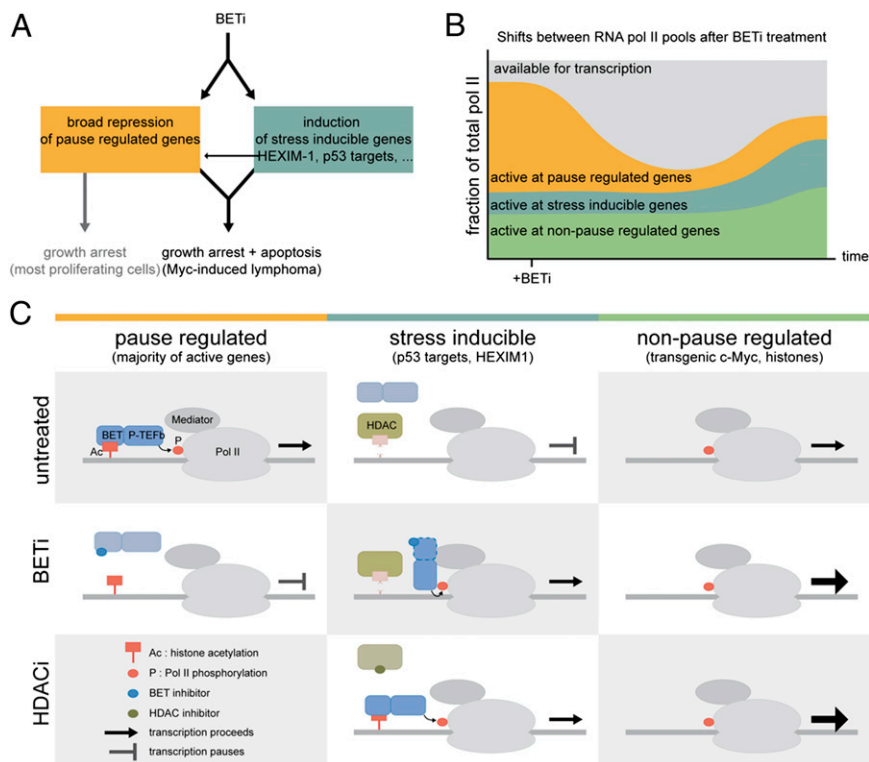 A
BETi
broad repression
of pause regulated genes
induction
of stress inducible genes
HEXIM-1, p53 targets, ...
growth arrest
(most proliferating cells)
growth arrest + apoptosis
(Myc-induced lymphoma)
B
Shifts between RNA pol II pools after BETi treatment
fraction of total pol II
available for transcription
active at pause regulated genes
active at stress inducible genes
active at non-pause regulated genes
time
+BETi
C
pause regulated
(majority of active genes)
stress inducible
(p53 targets, HEXIM1)
non-pause regulated
(transgenic c-Myc, histones)
untreated
Mediator
BET
P-TEFb
P
Ac
Pol II
HDAC
BETi
HDACi
Ac : histone acetylation
P : Pol II phosphorylation
BET inhibitor
HDAC inhibitor
transcription proceeds
transcription pauses